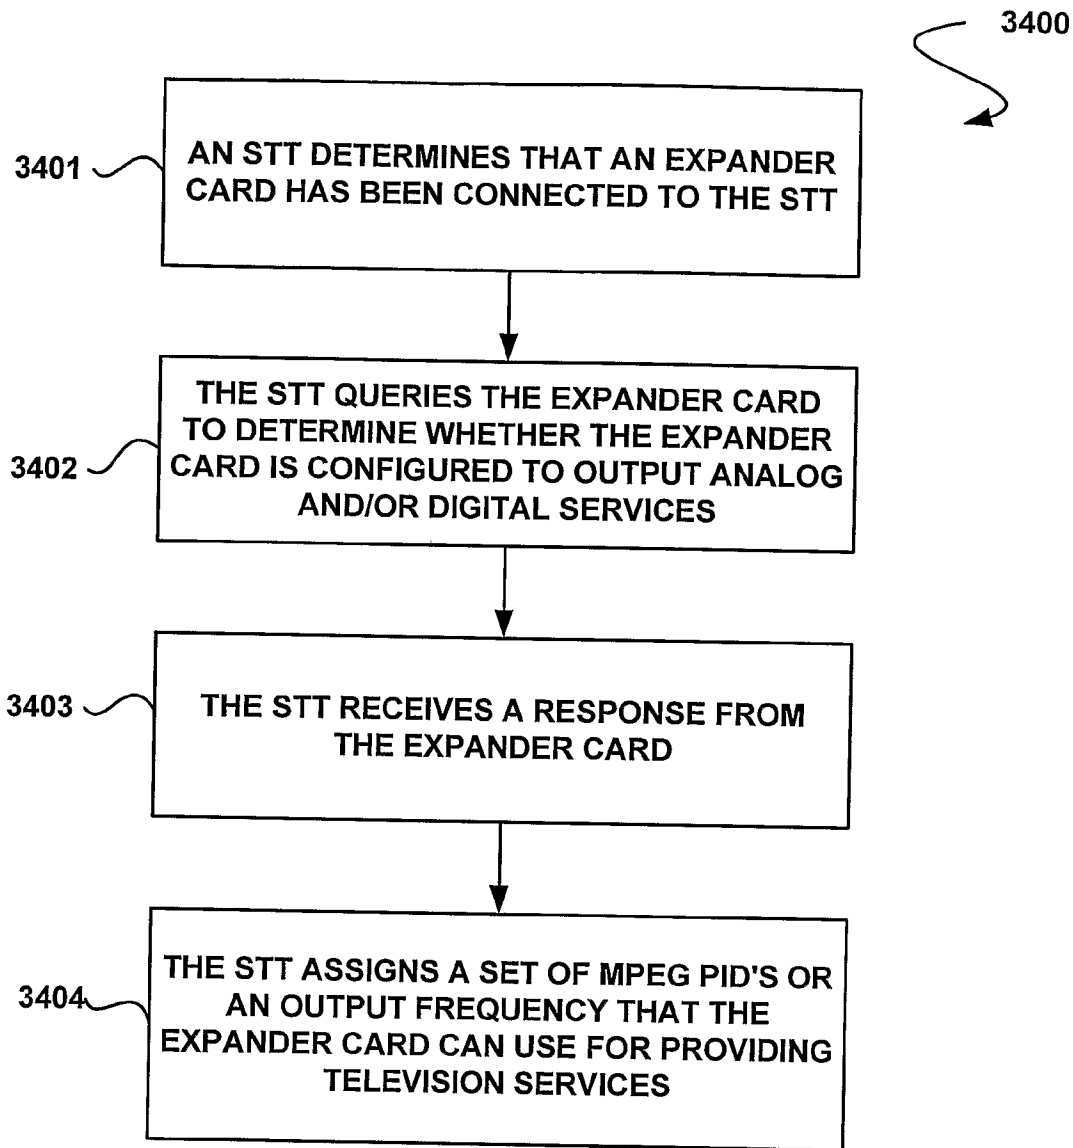 3400
3401
AN STT DETERMINES THAT AN EXPANDER
CARD HAS BEEN CONNECTED TO THE STT
3402
THE STT QUERIES THE EXPANDER CARD
TO DETERMINE WHETHER THE EXPANDER
CARD IS CONFIGURED TO OUTPUT ANALOG
AND/OR DIGITAL SERVICES
3403
THE STT RECEIVES A RESPONSE FROM
THE EXPANDER CARD
3404
THE STT ASSIGNS A SET OF MPEG PID'S OR
AN OUTPUT FREQUENCY THAT THE
EXPANDER CARD CAN USE FOR PROVIDING
TELEVISION SERVICES